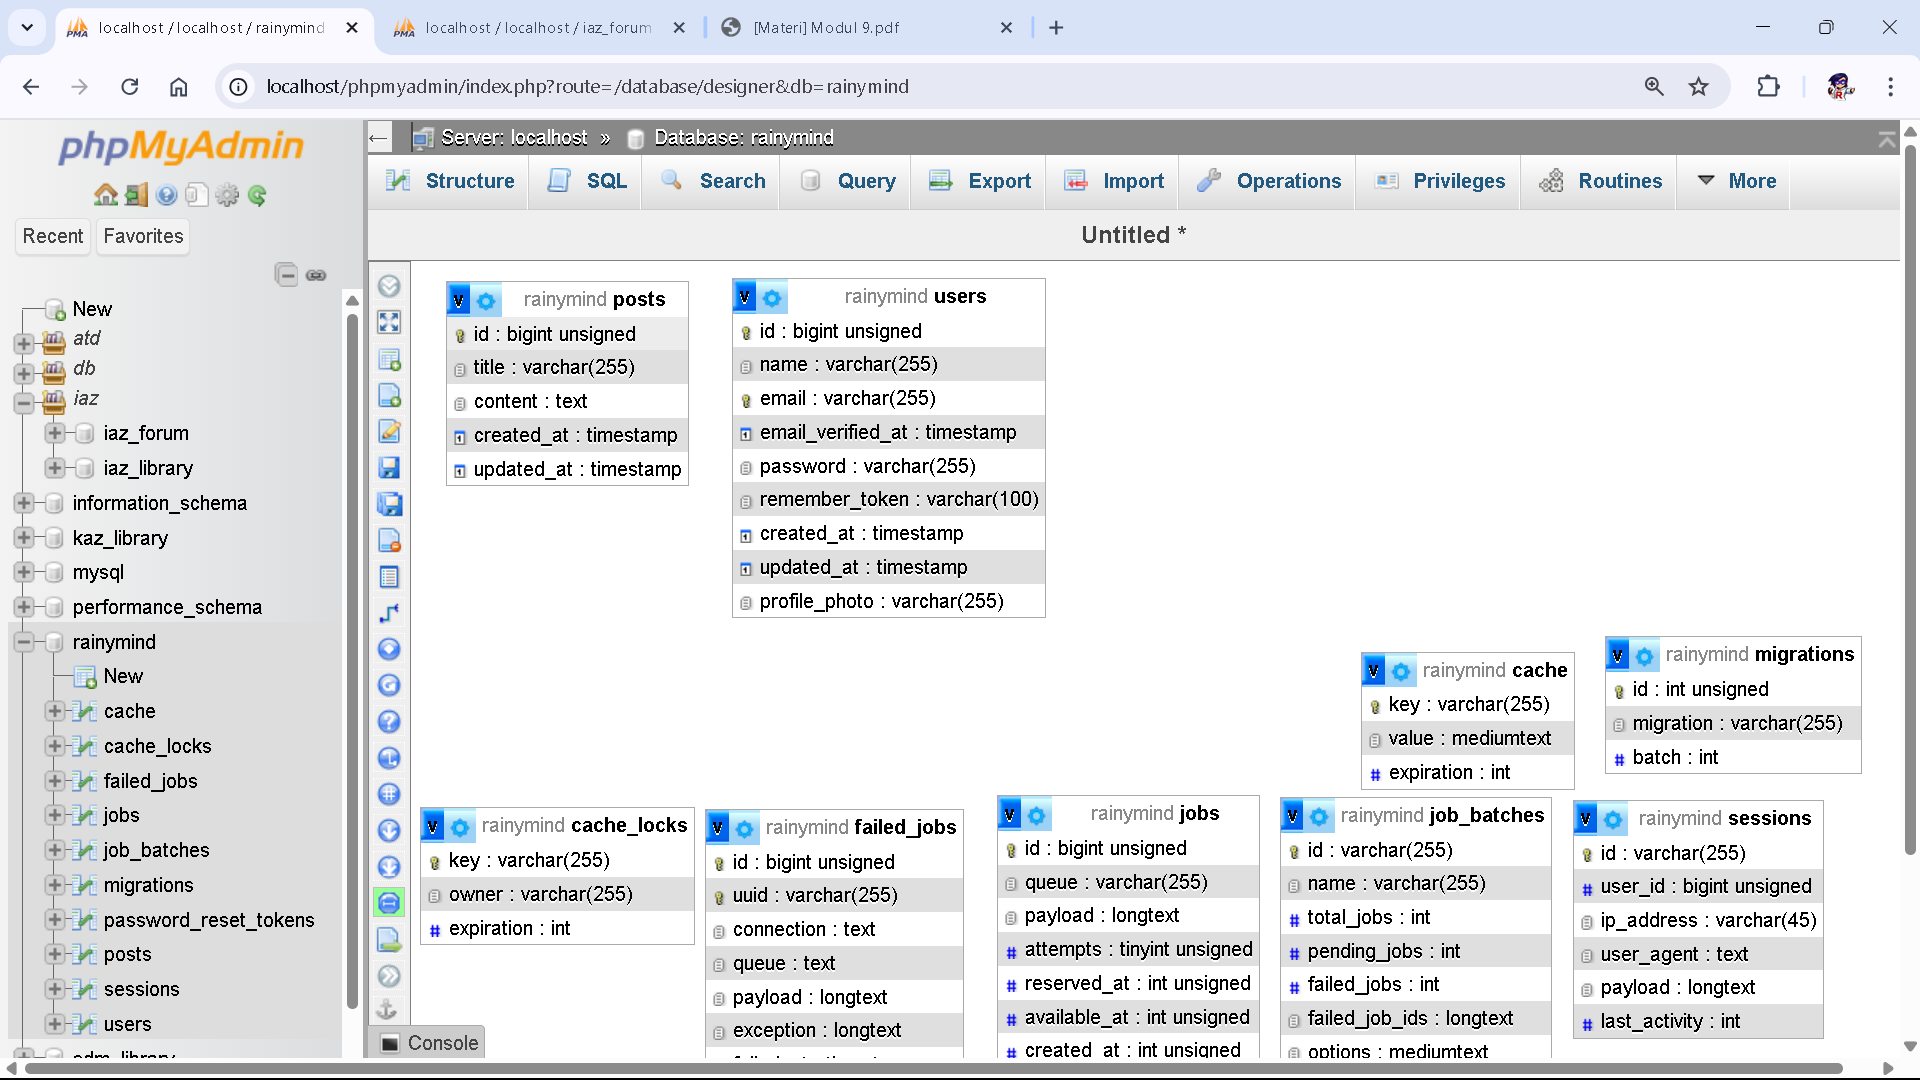 localhost / localhost / rainymind
localhost / localhost / iaz_forum
[Materi] Modul 9.pdf
localhost/phpmyadmin/index.php?route=/database/designer&db=rainymind
phpMyAdmin
Recent
Favorites
New
atd
db
iaz
iaz_forum
iaz_library
information_schema
kaz_library
mysql
performance_schema
rainymind
New
cache
cache_locks
failed_jobs
jobs
job_batches
migrations
password_reset_tokens
posts
sessions
users
Server: localhost » Database: rainymind
Structure
SQL
Search
Query
Export
Import
Operations
Privileges
Routines
More
Untitled *
v rainymind posts
id : bigint unsigned
title : varchar(255)
content : text
created_at : timestamp
updated_at : timestamp
v rainymind users
id : bigint unsigned
name : varchar(255)
email : varchar(255)
email_verified_at : timestamp
password : varchar(255)
remember_token : varchar(100)
created_at : timestamp
updated_at : timestamp
profile_photo : varchar(255)
v rainymind cache
key : varchar(255)
value : mediumtext
# expiration : int
v rainymind migrations
id : int unsigned
migration : varchar(255)
# batch : int
v rainymind cache_locks
key : varchar(255)
owner : varchar(255)
# expiration : int
v rainymind failed_jobs
id : bigint unsigned
uuid : varchar(255)
connection : text
queue : text
payload : longtext
exception : longtext
v rainymind jobs
id : bigint unsigned
queue : varchar(255)
payload : longtext
# attempts : tinyint unsigned
# reserved_at : int unsigned
# available_at : int unsigned
# created_at : int unsigned
v rainymind job_batches
id : varchar(255)
name : varchar(255)
# total_jobs : int
# pending_jobs : int
# failed_jobs : int
failed_job_ids : longtext
options : mediumtext
v rainymind sessions
id : varchar(255)
# user_id : bigint unsigned
ip_address : varchar(45)
user_agent : text
payload : longtext
# last_activity : int
Console